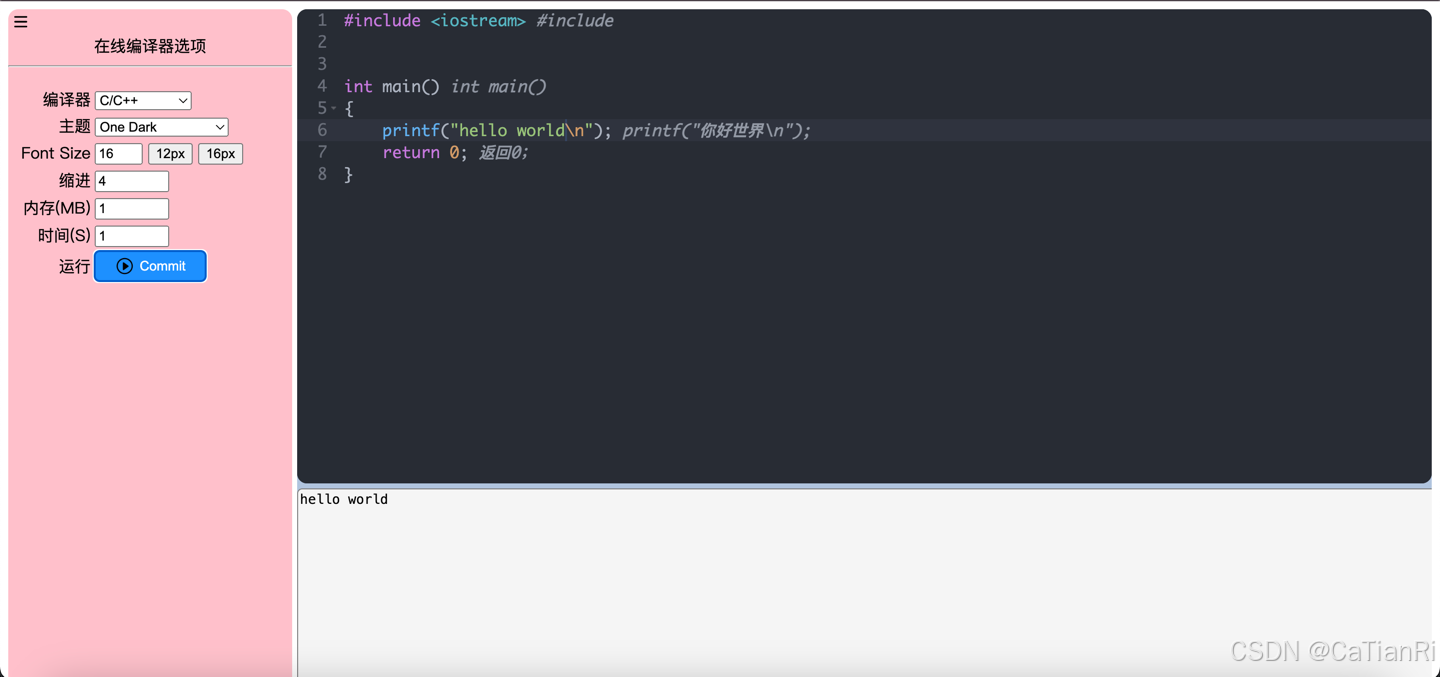 ☰
在线编译器选项
编译器 C/C++
主题 One Dark
Font Size 16 12px 16px
缩进 4
内存(MB) 1
时间(S) 1
运行 Commit
1 #include <iostream> #include
2
3
4 int main() int main()
5 {
6     printf("hello world\n"); printf("你好世界\n");
7     return 0; 返回0;
8 }
hello world
CSDN @CaTianRi